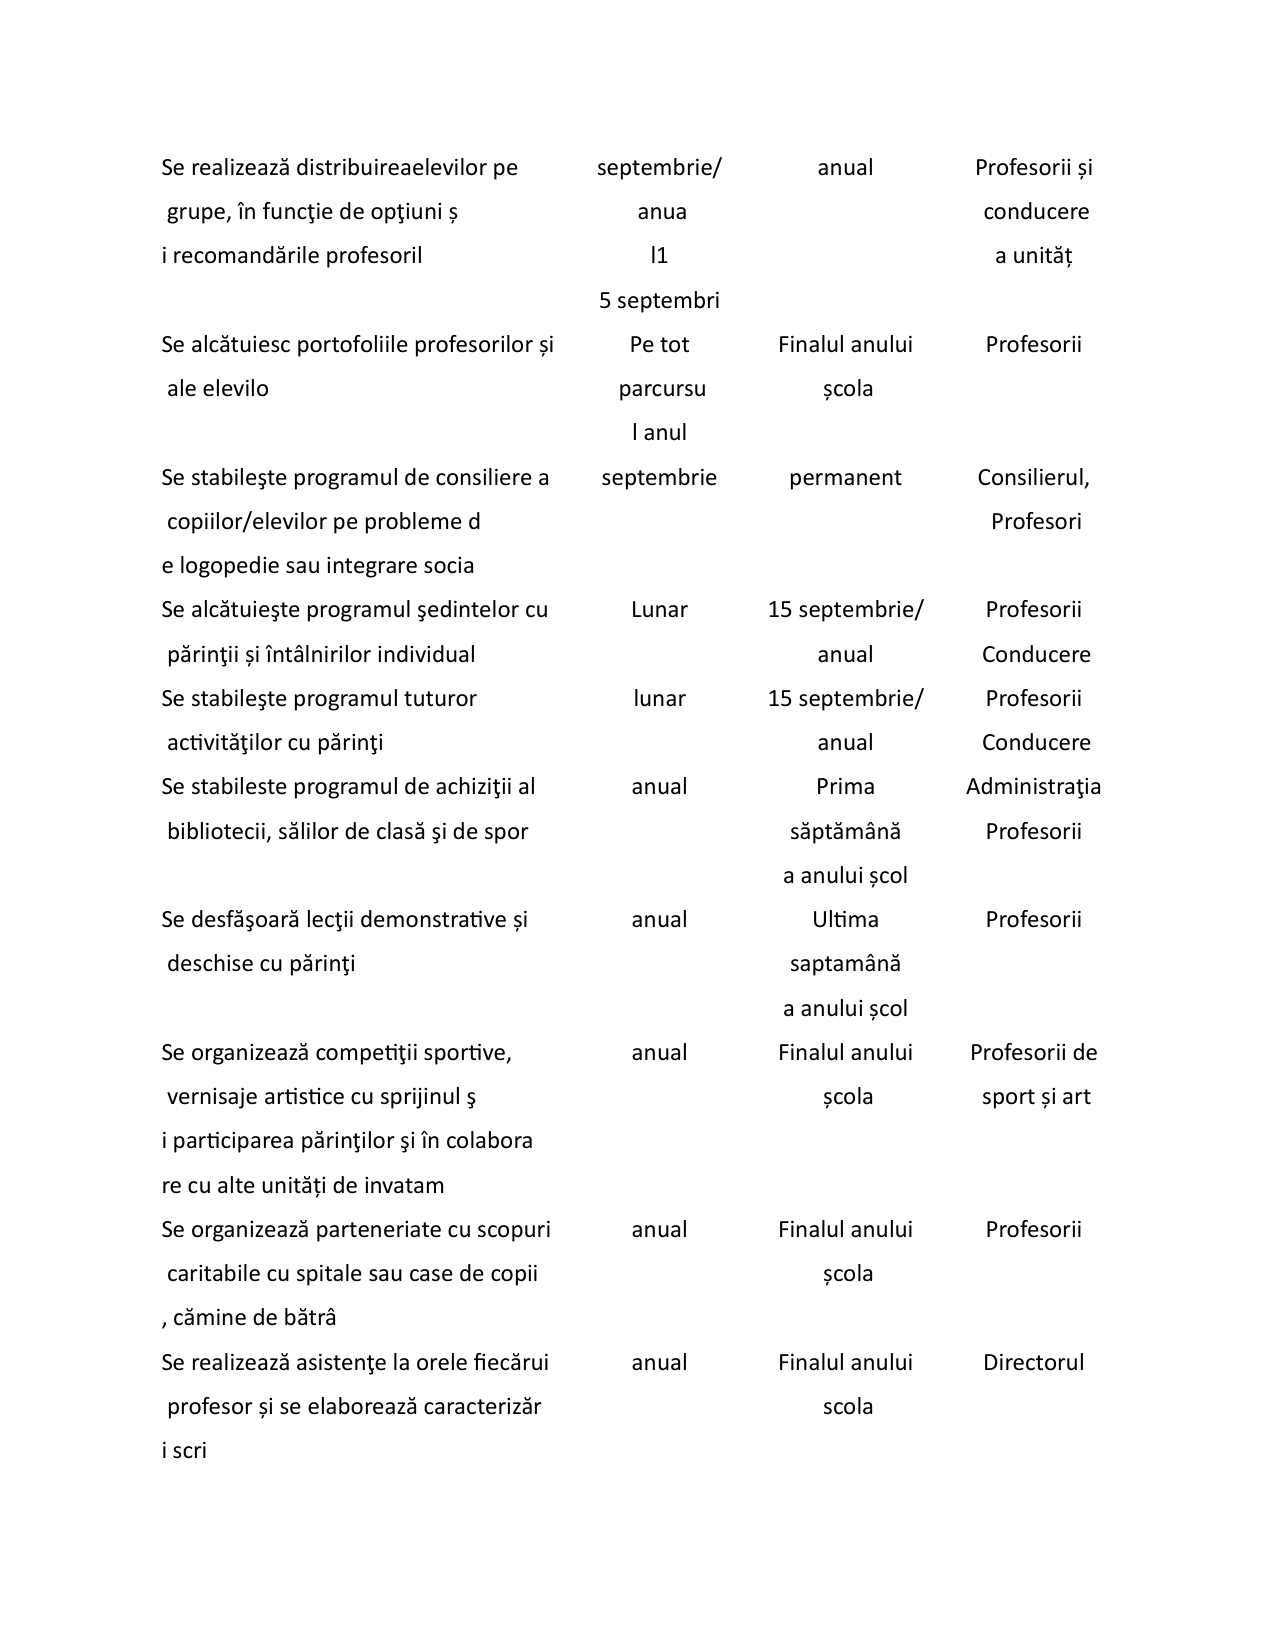 Se realizează distribuireaelevilor pe septembrie/ anual Profesorii și
grupe, în funcţie de opţiuni ș anua conducere
i recomandările profesoril l1 a unităț
5 septembri
Se alcătuiesc portofoliile profesorilor și Pe tot Finalul anului Profesorii
ale elevilo parcursu școla
l anul
Se stabileşte programul de consiliere a septembrie permanent Consilierul,
copiilor/elevilor pe probleme d Profesori
e logopedie sau integrare socia
Se alcătuieşte programul şedintelor cu Lunar 15 septembrie/ Profesorii
părinţii și întâlnirilor individual anual Conducere
Se stabileşte programul tuturor lunar 15 septembrie/ Profesorii
activităţilor cu părinţi anual Conducere
Se stabileste programul de achiziţii al anual Prima Administraţia
bibliotecii, sălilor de clasă şi de spor săptămână Profesorii
a anului școl
Se desfăşoară lecţii demonstrative și anual Ultima Profesorii
deschise cu părinţi saptamână
a anului școl
Se organizează competiţii sportive, anual Finalul anului Profesorii de
vernisaje artistice cu sprijinul ş școla sport și art
i participarea părinţilor şi în colabora
re cu alte unități de invatam
Se organizează parteneriate cu scopuri anual Finalul anului Profesorii
caritabile cu spitale sau case de copii școla
, cămine de bătrâ
Se realizează asistenţe la orele fiecărui anual Finalul anului Directorul
profesor și se elaborează caracterizăr scola
i scri